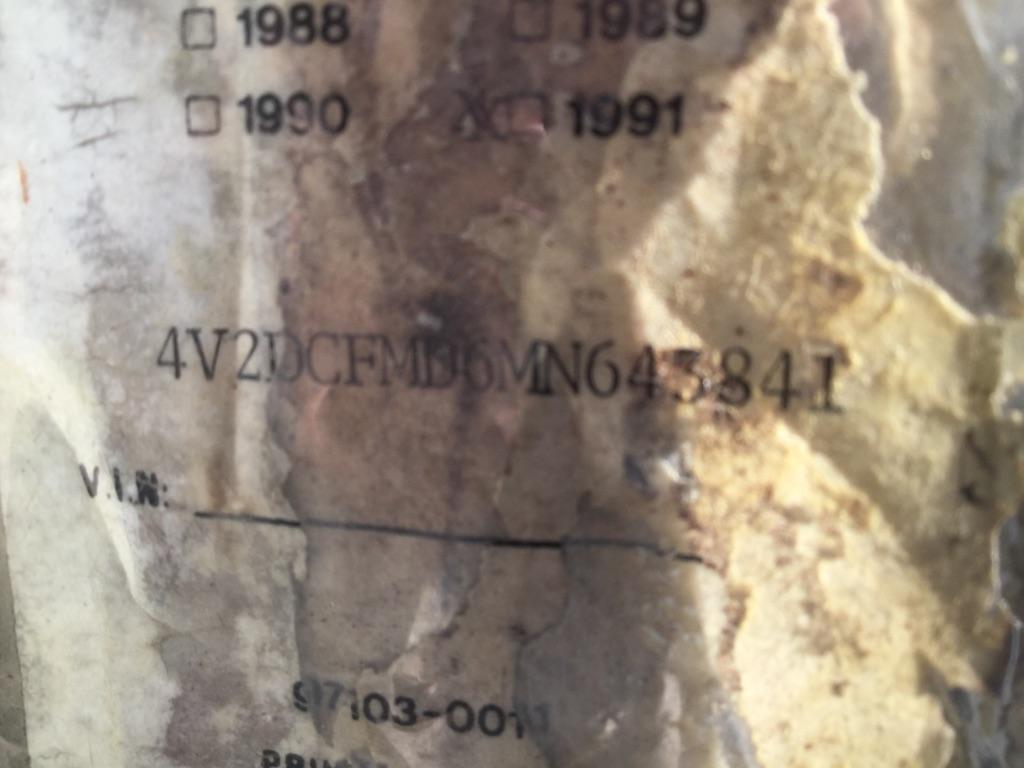 □ 1988 □ 1989
□ 1990 X□ 1991
4V2DCFMD6MN643841
V.I.N:
97103-0011